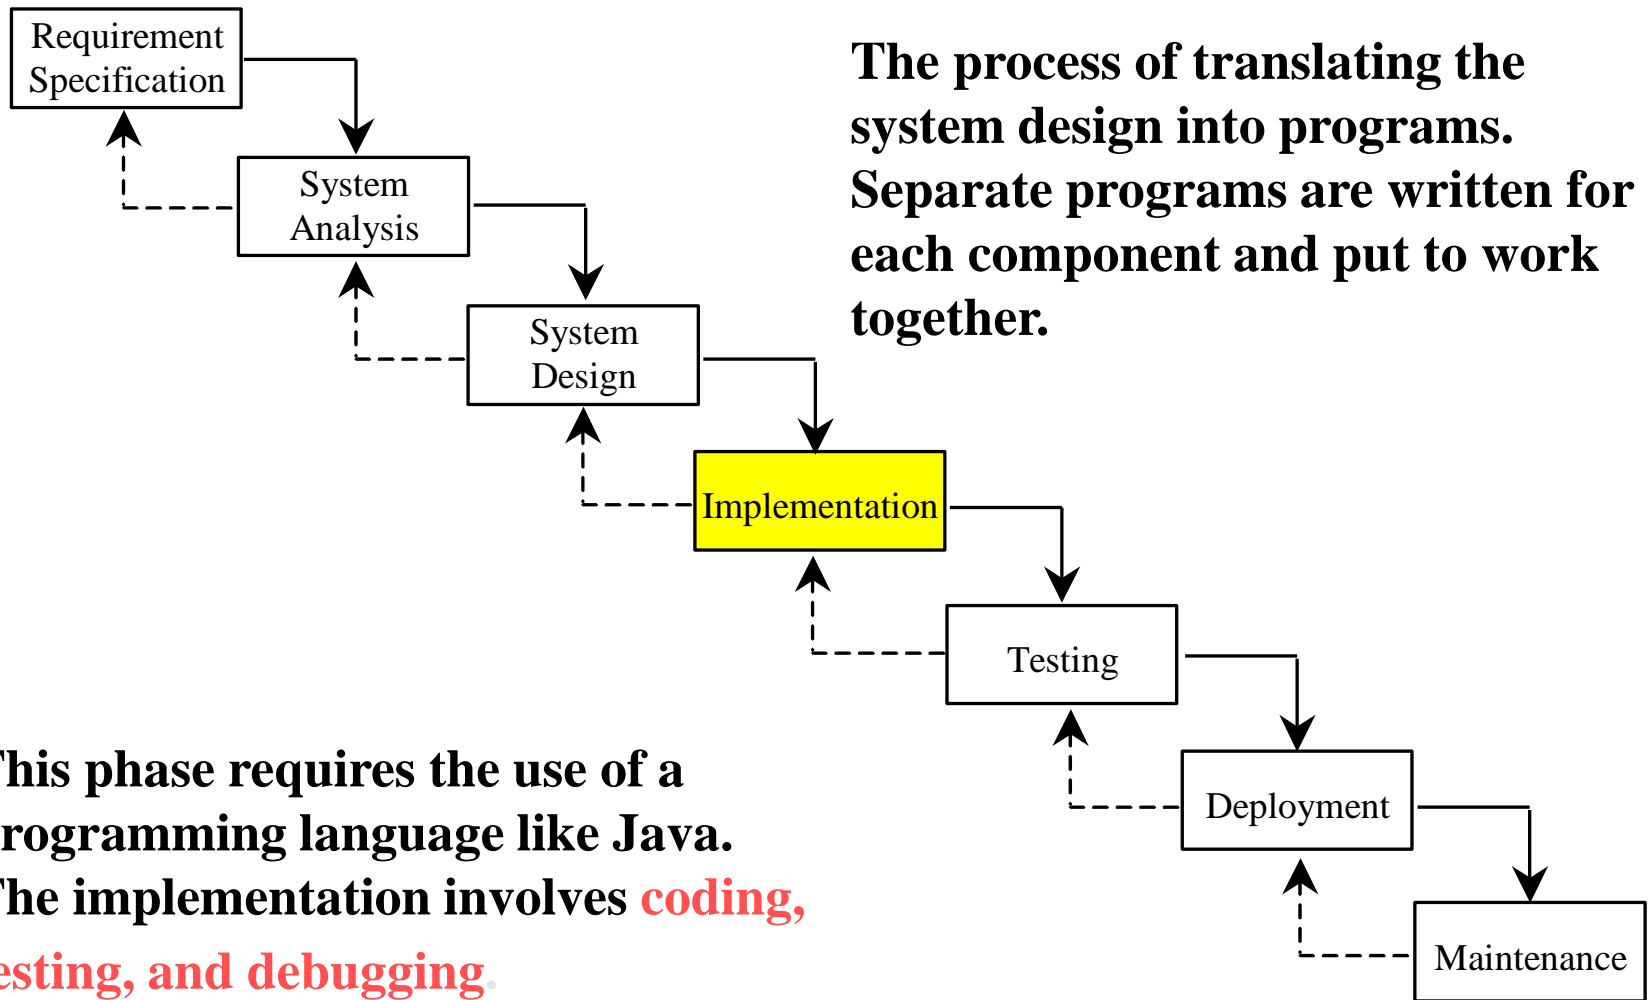 Requirement
Specification
The process of translating the
system design into programs.
Separate programs are written for
each component and put to work
together.
System
Analysis
System
Design
Implementation
Testing
This phase requires the use of a
rogramming language like Java.
The implementation involves coding,
esting, and debugging.
Deployment
Maintenance